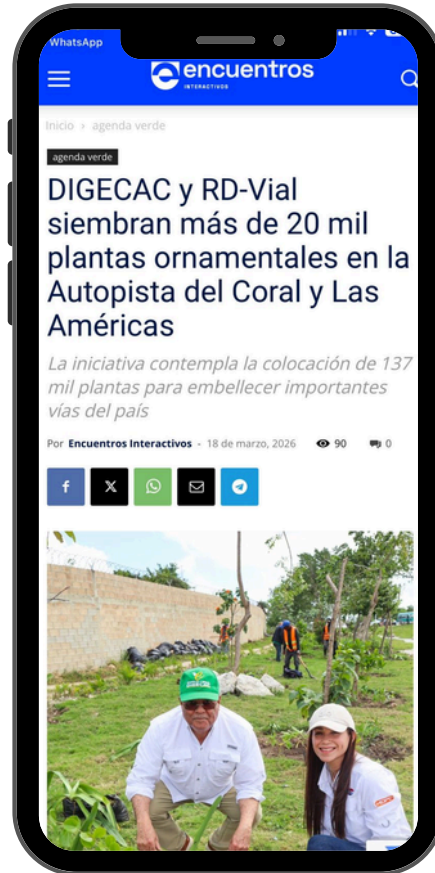 WhatsApp
encuentros
INTERACTIVOS
Inicio › agenda verde
agenda verde
DIGECAC y RD-Vial
siembran más de 20 mil
plantas ornamentales en la
Autopista del Coral y Las
Américas
La iniciativa contempla la colocación de 137
mil plantas para embellecer importantes
vías del país
Por Encuentros Interactivos - 18 de marzo, 2026 90 0